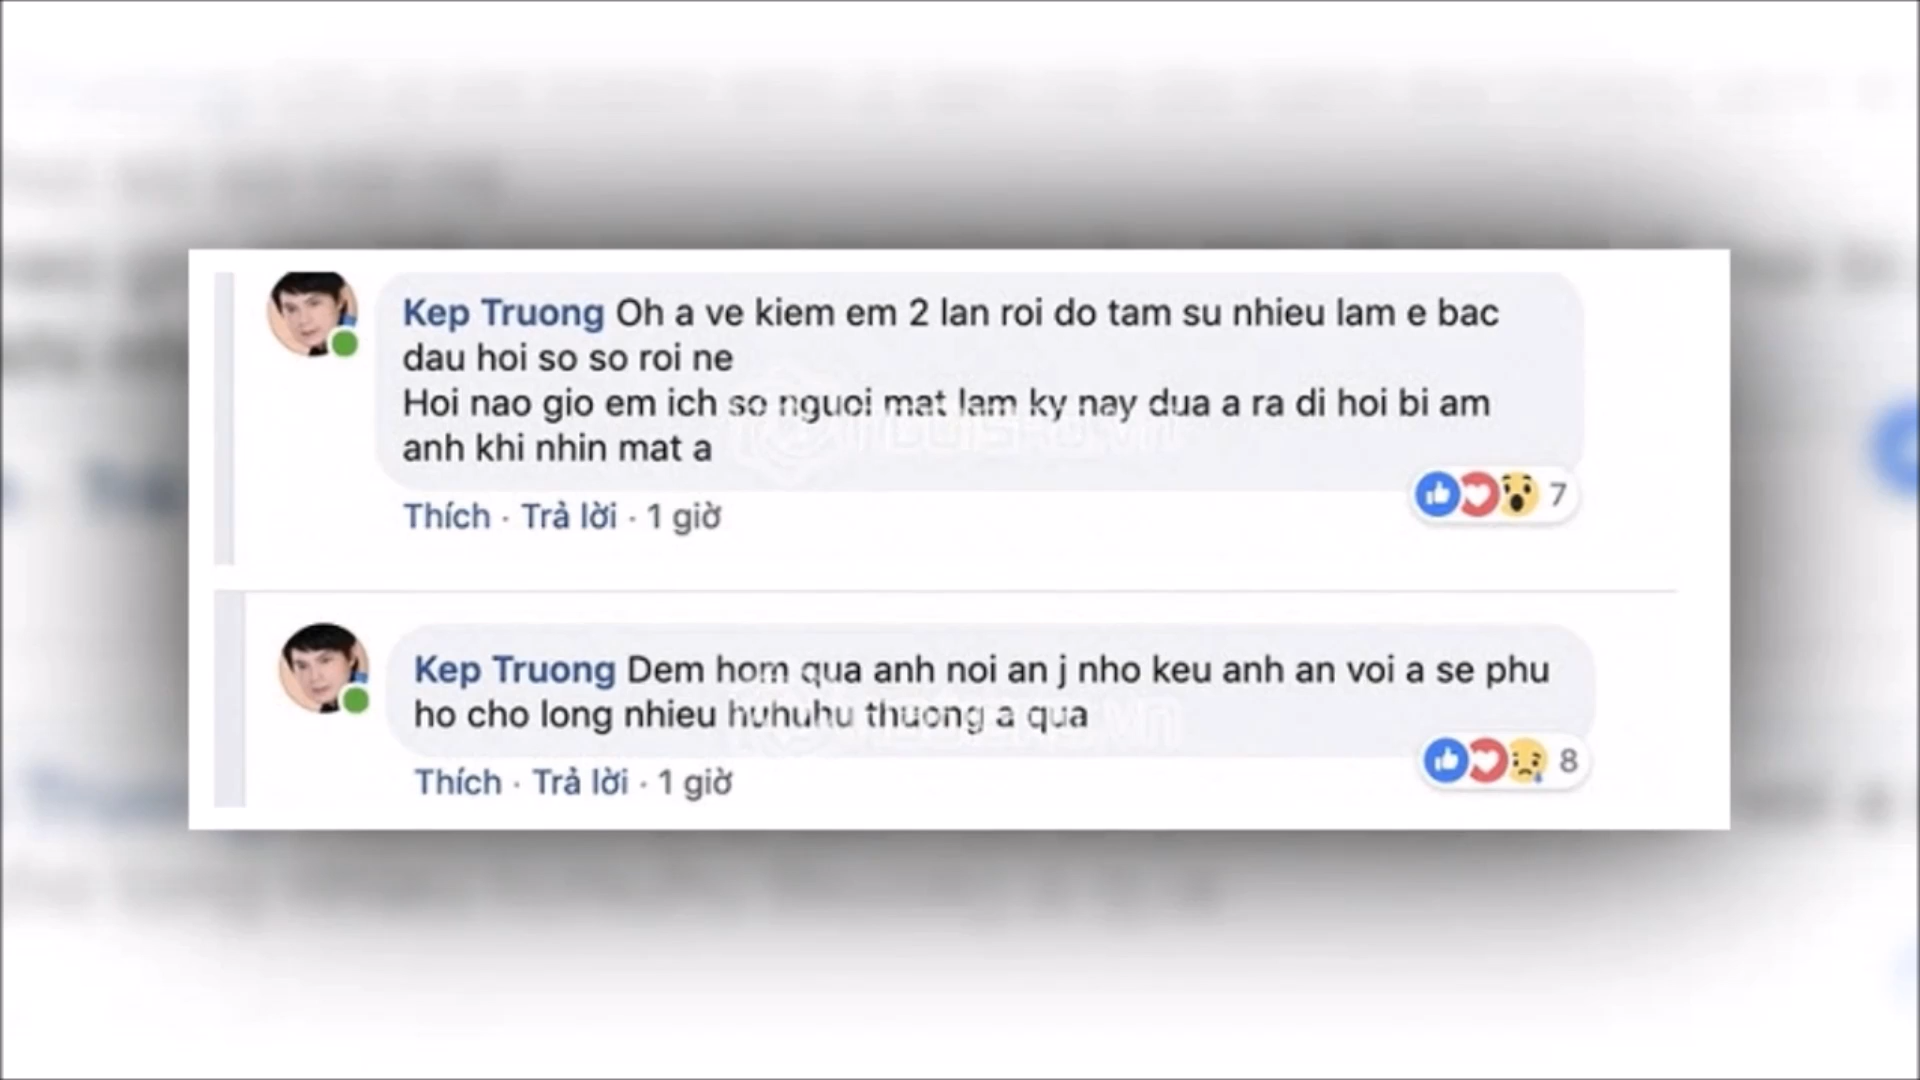 Kep Truong Oh a ve kiem em 2 lan roi do tam su nhieu lam e bac
dau hoi so so roi ne
Hoi nao gio em ich so nguoi mat lam ky nay dua a ra di hoi bi am
anh khi nhin mat a
7
Thích · Trả lời · 1 giờ
Kep Truong Dem hom qua anh noi an j nho keu anh an voi a se phu
ho cho long nhieu huhuhu thuong a qua
8
Thích · Trả lời · 1 giờ